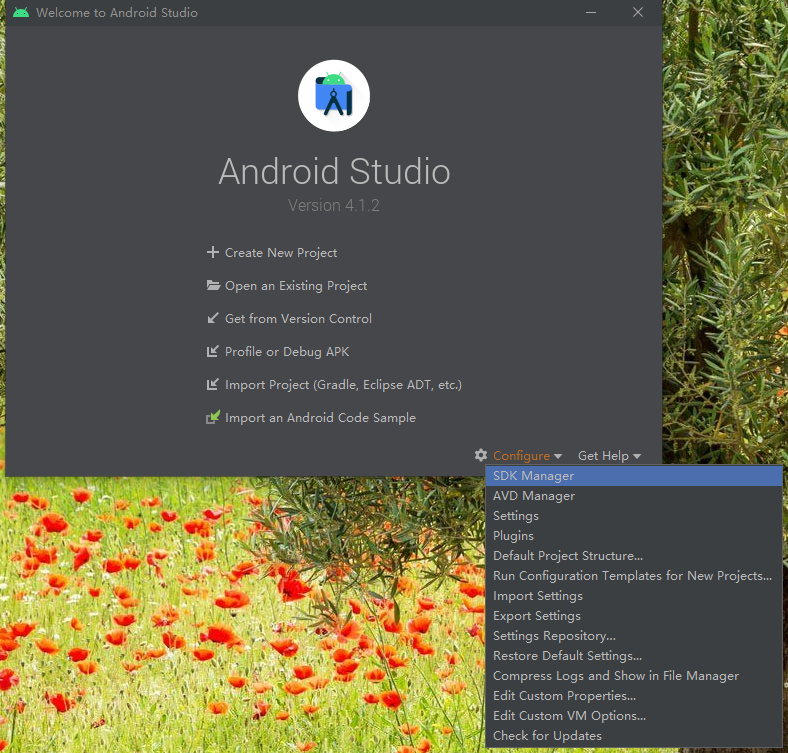 Welcome to Android Studio
Android Studio
Version 4.1.2
Create New Project
Open an Existing Project
Get from Version Control
Profile or Debug APK
Import Project (Gradle, Eclipse ADT, etc.)
Import an Android Code Sample
Configure Get Help
SDK Manager
AVD Manager
Settings
Plugins
Default Project Structure...
Run Configuration Templates for New Projects...
Import Settings
Export Settings
Settings Repository...
Restore Default Settings...
Compress Logs and Show in File Manager
Edit Custom Properties...
Edit Custom VM Options...
Check for Updates